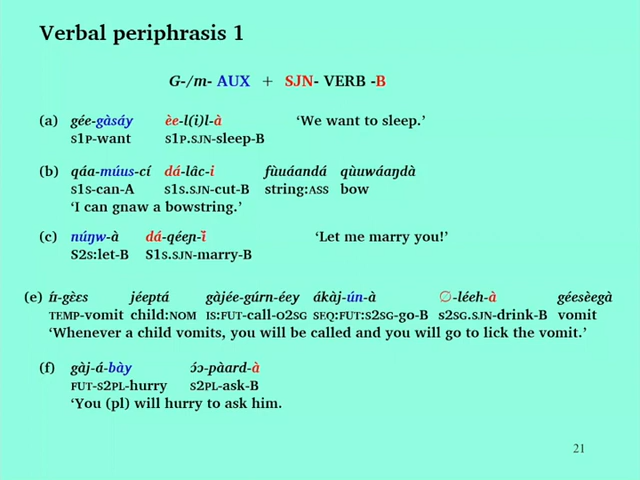 Verbal periphrasis 1
G-/m- AUX + SJN- VERB -B
(a) gée-gàsáy èe-l(i)l-à ‘We want to sleep.’
S1P-want S1P.SJN-sleep-B
(b) qáa-múus-cí dá-lâc-i fùuáandá qùuwáaŋdà
S1S-can-A S1S.SJN-cut-B string:ASS bow
‘I can gnaw a bowstring.’
(c) núŋw-à dá-qéeɲ-ǐ ‘Let me marry you!’
S2S:let-B S1S.SJN-marry-B
(e) ɪ́ɪ-gɛ̀ɛs jéeptá gàjée-gúrn-éey ákàj-ún-à ∅-léeh-à géesèegà
TEMP-vomit child:NOM IS:FUT-call-O2SG SEQ:FUT:S2SG-go-B S2SG.SJN-drink-B vomit
‘Whenever a child vomits, you will be called and you will go to lick the vomit.’
(f) gàj-á-bày ɔ́ɔ-pàard-à
FUT-S2PL-hurry S2PL-ask-B
‘You (pl) will hurry to ask him.
21